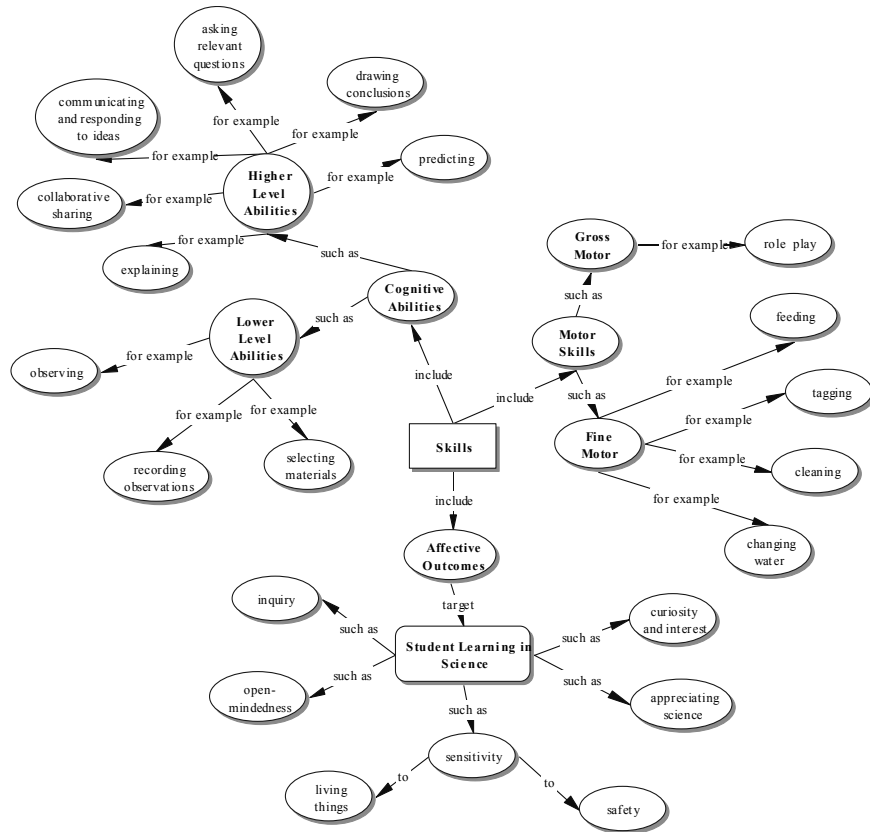 asking
relevant
questions
drawing
conclusions
communicating
and responding
to ideas
for example
for example
for example
predicting
for example
Higher
Level
Abilities
collaborative
sharing
for example
for example
explaining
such as
Cognitive
Abilities
Gross
Motor
for example
role play
such as
Lower
Level
Abilities
such as
Motor
Skills
feeding
observing
for example
include
include
such as
for example
tagging
for example
for example
for example
Skills
Fine
Motor
for example
cleaning
recording
observations
selecting
materials
for example
changing
water
include
Affective
Outcomes
target
inquiry
such as
Student Learning in
Science
such as
curiosity
and interest
open-
mindedness
such as
such as
appreciating
science
such as
sensitivity
to
to
living
things
safety